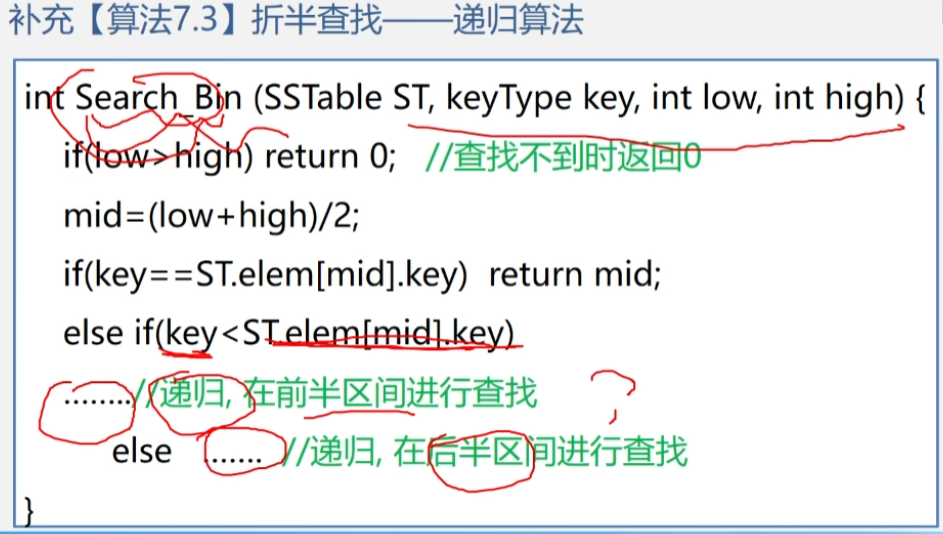 补充【算法7.3】折半查找——递归算法
int Search_Bin (SSTable ST, keyType key, int low, int high) {
if(low>high) return 0; //查找不到时返回0
mid=(low+high)/2;
if(key==ST.elem[mid].key) return mid;
else if(key<ST.elem[mid].key)
........//递归, 在前半区间进行查找
else ...... //递归, 在后半区间进行查找
}